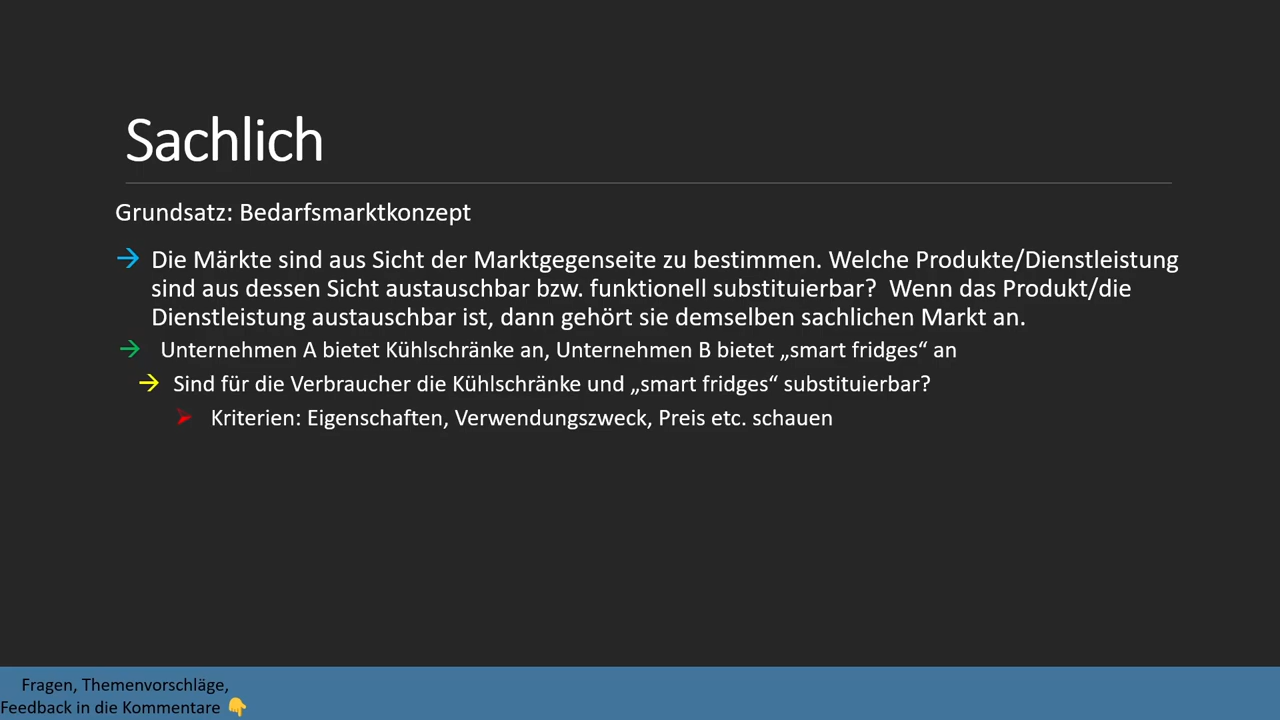 Sachlich
Grundsatz: Bedarfsmarktkonzept
Die Märkte sind aus Sicht der Marktgegenseite zu bestimmen. Welche Produkte/Dienstleistung
sind aus dessen Sicht austauschbar bzw. funktionell substituierbar?  Wenn das Produkt/die
Dienstleistung austauschbar ist, dann gehört sie demselben sachlichen Markt an.
Unternehmen A bietet Kühlschränke an, Unternehmen B bietet „smart fridges“ an
Sind für die Verbraucher die Kühlschränke und „smart fridges“ substituierbar?
Kriterien: Eigenschaften, Verwendungszweck, Preis etc. schauen
Fragen, Themenvorschläge,
Feedback in die Kommentare 👇